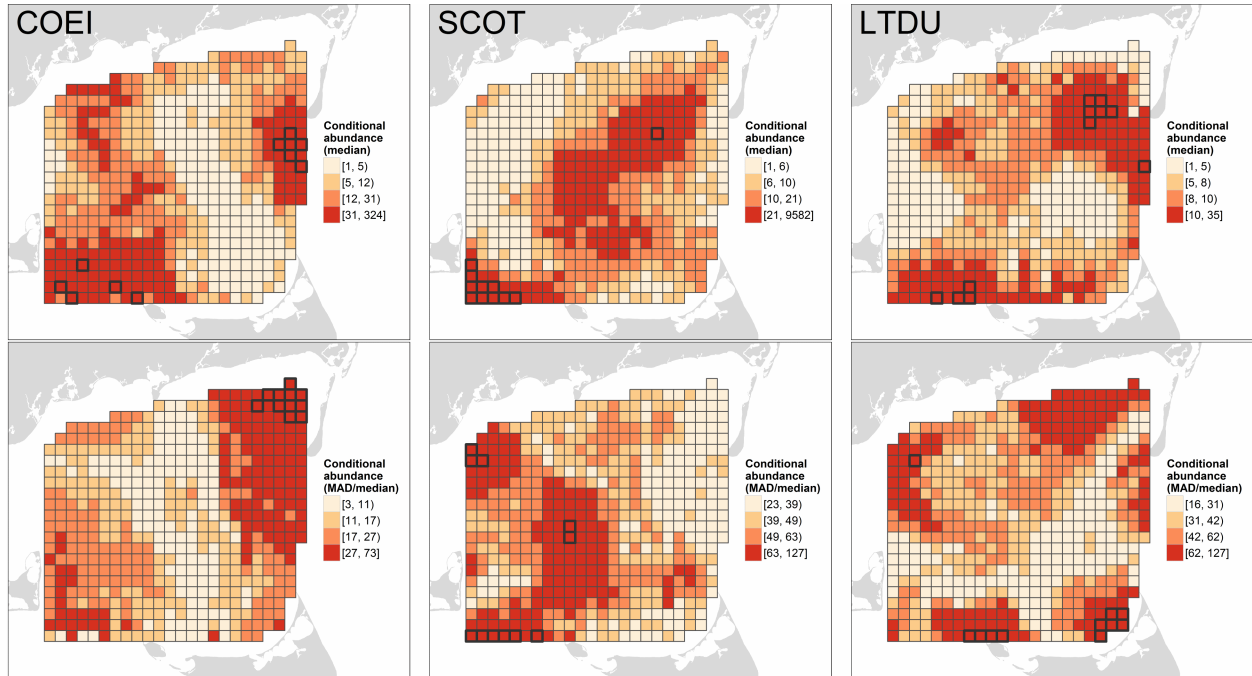 COEI
Conditional
abundance
(median)
[1, 5)
[5, 12)
[12, 31)
[31, 324]
SCOT
Conditional
abundance
(median)
[1, 6)
[6, 10)
[10, 21)
[21, 9582]
LTDU
Conditional
abundance
(median)
[1, 5)
[5, 8)
[8, 10)
[10, 35]
Conditional
abundance
(MAD/median)
[3, 11)
[11, 17)
[17, 27)
[27, 73]
Conditional
abundance
(MAD/median)
[23, 39)
[39, 49)
[49, 63)
[63, 127]
Conditional
abundance
(MAD/median)
[16, 31)
[31, 42)
[42, 62)
[62, 127]